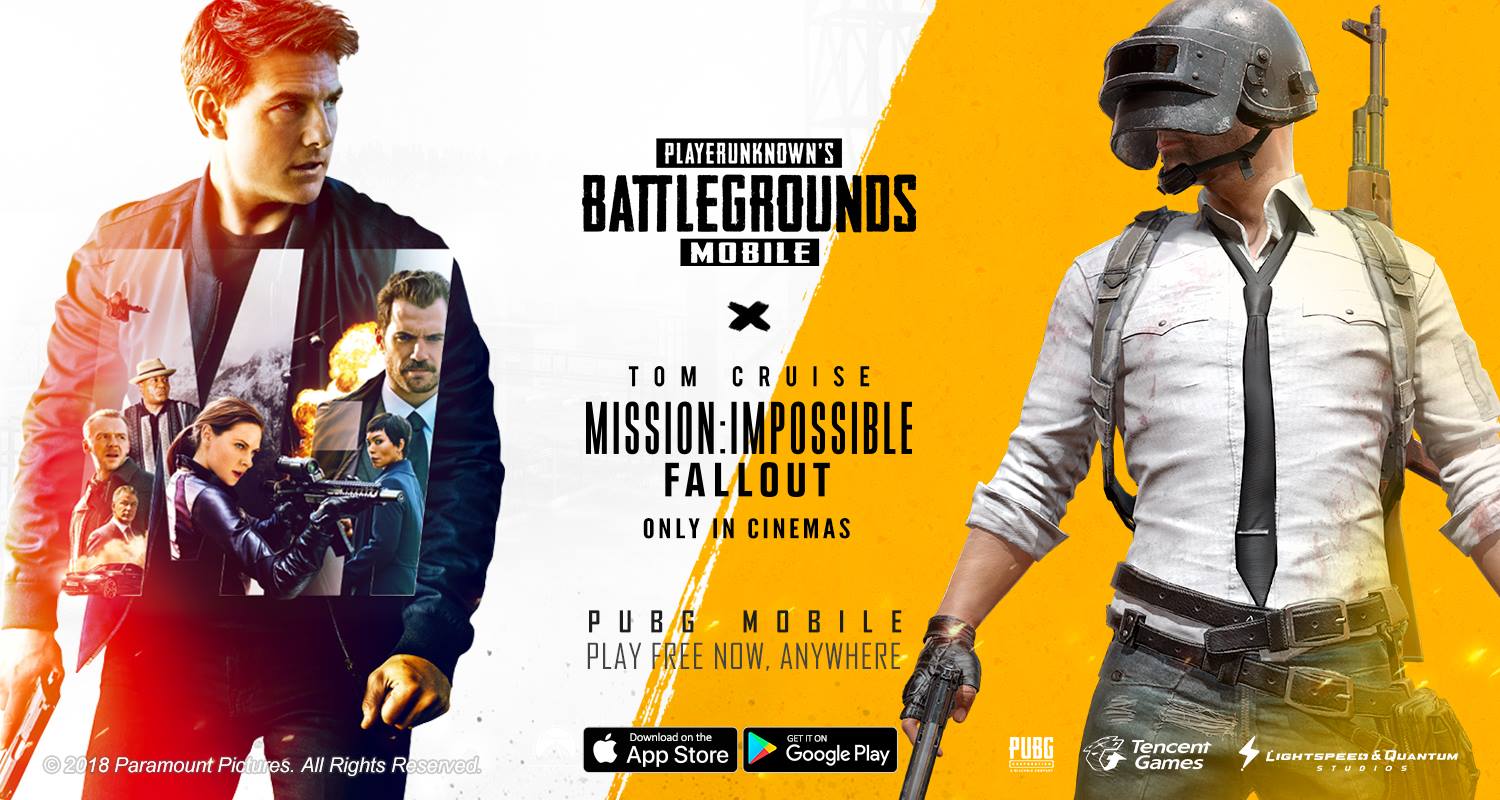 PLAYERUNKNOWN'S
BATTLEGROUNDS
MOBILE
X
TOM CRUISE
MISSION:IMPOSSIBLE
FALLOUT
ONLY IN CINEMAS
PUBG MOBILE
PLAY FREE NOW, ANYWHERE
Download on the
App Store
GET IT ON
Google Play
© 2018 Paramount Pictures. All Rights Reserved.
PUBG
CORPORATION
Tencent
Games
LIGHTSPEED & QUANTUM
STUDIOS